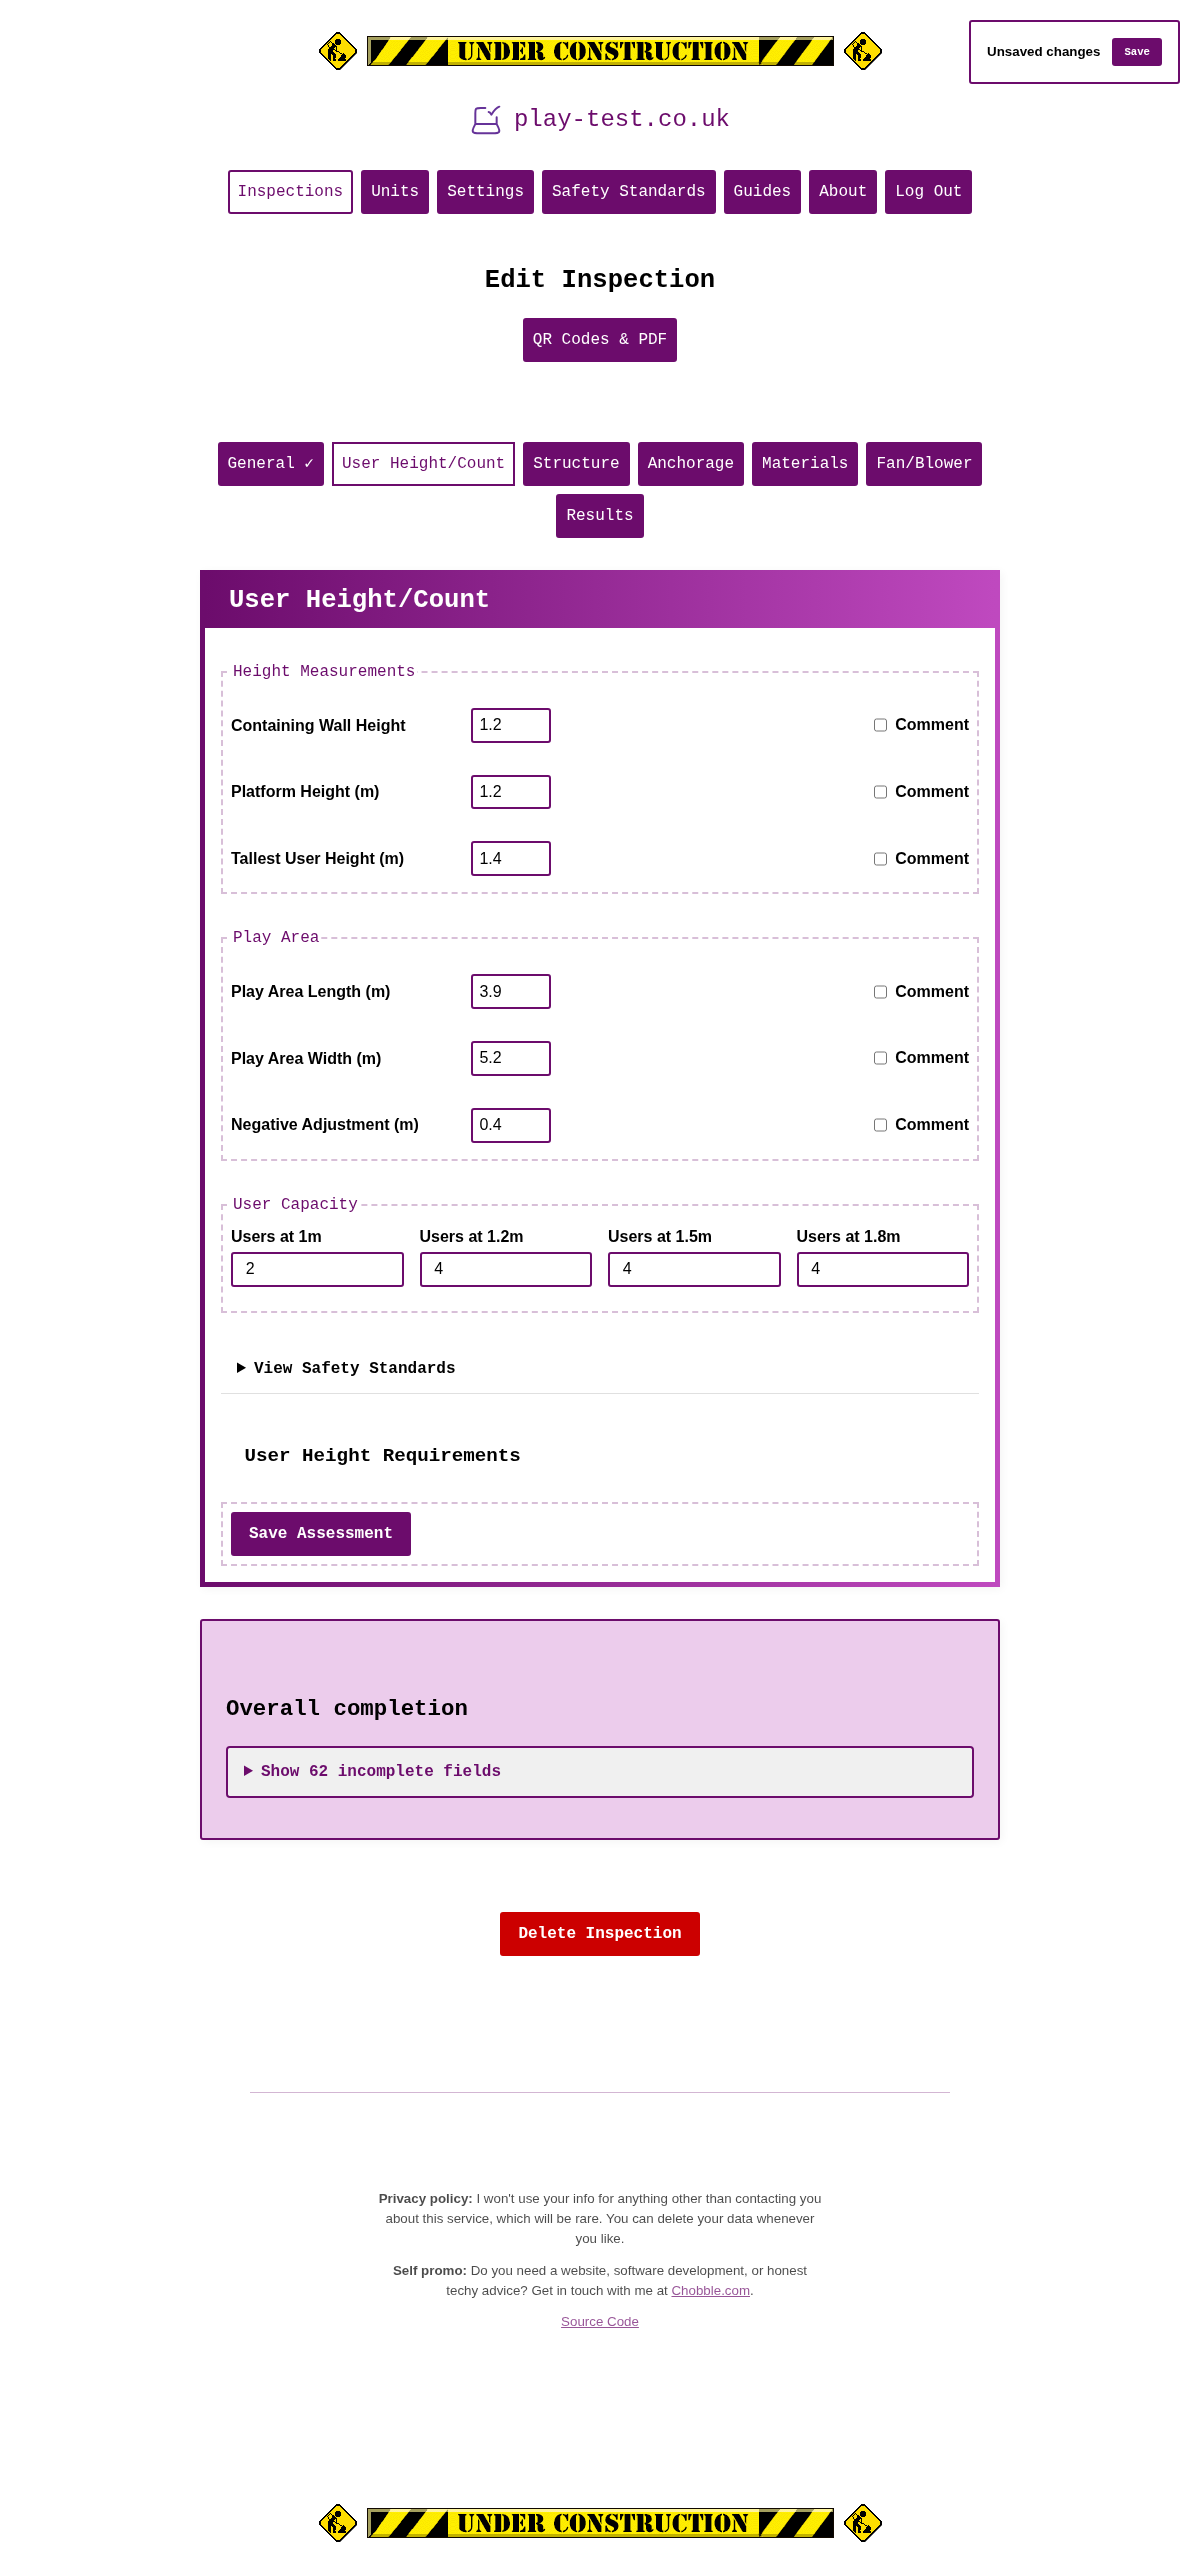 UNDER CONSTRUCTION
Unsaved changes Save
play-test.co.uk
Inspections Units Settings Safety Standards Guides About Log Out
Edit Inspection
QR Codes & PDF
General ✓ User Height/Count Structure Anchorage Materials Fan/Blower
Results
User Height/Count
Height Measurements
Containing Wall Height 1.2 Comment
Platform Height (m) 1.2 Comment
Tallest User Height (m) 1.4 Comment
Play Area
Play Area Length (m) 3.9 Comment
Play Area Width (m) 5.2 Comment
Negative Adjustment (m) 0.4 Comment
User Capacity
Users at 1m Users at 1.2m Users at 1.5m Users at 1.8m
2 4 4 4
View Safety Standards
User Height Requirements
Save Assessment
Overall completion
Show 62 incomplete fields
Delete Inspection
Privacy policy: I won't use your info for anything other than contacting you
about this service, which will be rare. You can delete your data whenever
you like.
Self promo: Do you need a website, software development, or honest
techy advice? Get in touch with me at Chobble.com.
Source Code
UNDER CONSTRUCTION